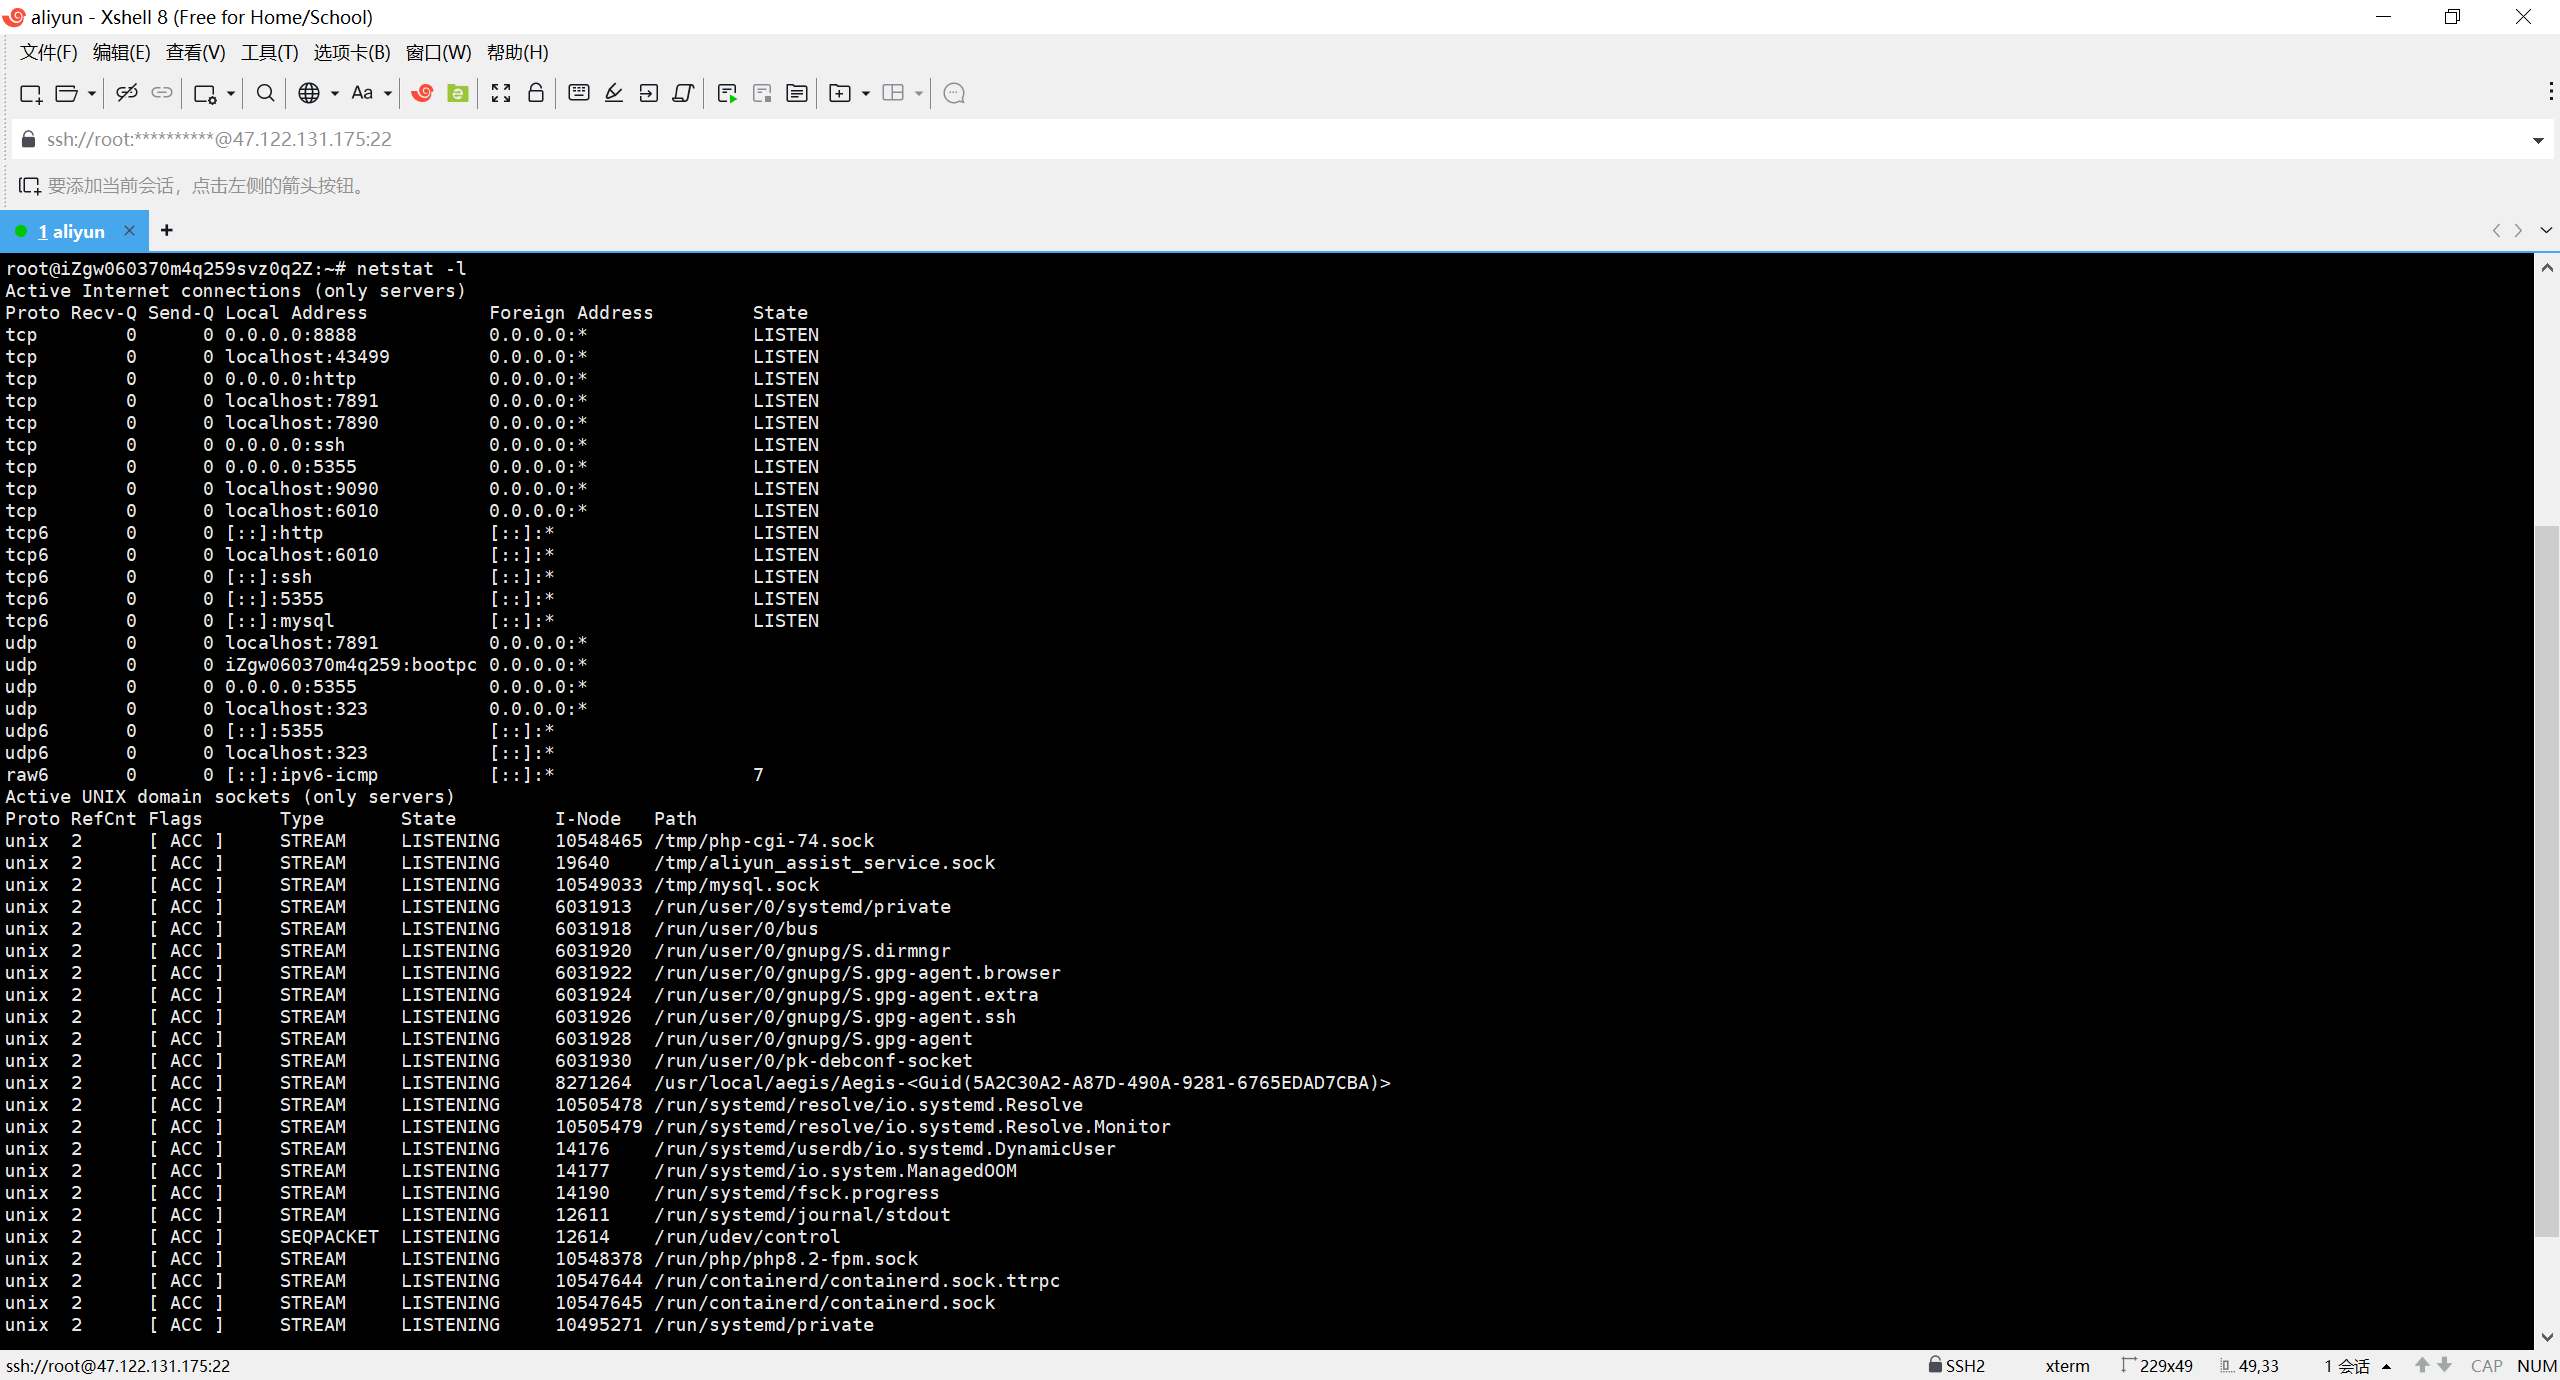 aliyun - Xshell 8 (Free for Home/School)
文件(F) 编辑(E) 查看(V) 工具(T) 选项卡(B) 窗口(W) 帮助(H)
Aa
ssh://root:**********@47.122.131.175:22
要添加当前会话，点击左侧的箭头按钮。
1 aliyun × +
root@iZgw060370m4q259svz0q2Z:~# netstat -l
Active Internet connections (only servers)
Proto Recv-Q Send-Q Local Address           Foreign Address         State
tcp        0      0 0.0.0.0:8888            0.0.0.0:*               LISTEN
tcp        0      0 localhost:43499         0.0.0.0:*               LISTEN
tcp        0      0 0.0.0.0:http            0.0.0.0:*               LISTEN
tcp        0      0 localhost:7891          0.0.0.0:*               LISTEN
tcp        0      0 localhost:7890          0.0.0.0:*               LISTEN
tcp        0      0 0.0.0.0:ssh             0.0.0.0:*               LISTEN
tcp        0      0 0.0.0.0:5355            0.0.0.0:*               LISTEN
tcp        0      0 localhost:9090          0.0.0.0:*               LISTEN
tcp        0      0 localhost:6010          0.0.0.0:*               LISTEN
tcp6       0      0 [::]:http               [::]:*                  LISTEN
tcp6       0      0 localhost:6010          [::]:*                  LISTEN
tcp6       0      0 [::]:ssh                [::]:*                  LISTEN
tcp6       0      0 [::]:5355               [::]:*                  LISTEN
tcp6       0      0 [::]:mysql              [::]:*                  LISTEN
udp        0      0 localhost:7891          0.0.0.0:*
udp        0      0 iZgw060370m4q259:bootpc 0.0.0.0:*
udp        0      0 0.0.0.0:5355            0.0.0.0:*
udp        0      0 localhost:323           0.0.0.0:*
udp6       0      0 [::]:5355               [::]:*
udp6       0      0 localhost:323           [::]:*
raw6       0      0 [::]:ipv6-icmp          [::]:*                  7
Active UNIX domain sockets (only servers)
Proto RefCnt Flags       Type       State         I-Node   Path
unix  2      [ ACC ]     STREAM     LISTENING     10548465 /tmp/php-cgi-74.sock
unix  2      [ ACC ]     STREAM     LISTENING     19640    /tmp/aliyun_assist_service.sock
unix  2      [ ACC ]     STREAM     LISTENING     10549033 /tmp/mysql.sock
unix  2      [ ACC ]     STREAM     LISTENING     6031913  /run/user/0/systemd/private
unix  2      [ ACC ]     STREAM     LISTENING     6031918  /run/user/0/bus
unix  2      [ ACC ]     STREAM     LISTENING     6031920  /run/user/0/gnupg/S.dirmngr
unix  2      [ ACC ]     STREAM     LISTENING     6031922  /run/user/0/gnupg/S.gpg-agent.browser
unix  2      [ ACC ]     STREAM     LISTENING     6031924  /run/user/0/gnupg/S.gpg-agent.extra
unix  2      [ ACC ]     STREAM     LISTENING     6031926  /run/user/0/gnupg/S.gpg-agent.ssh
unix  2      [ ACC ]     STREAM     LISTENING     6031928  /run/user/0/gnupg/S.gpg-agent
unix  2      [ ACC ]     STREAM     LISTENING     6031930  /run/user/0/pk-debconf-socket
unix  2      [ ACC ]     STREAM     LISTENING     8271264  /usr/local/aegis/Aegis-<Guid(5A2C30A2-A87D-490A-9281-6765EDAD7CBA)>
unix  2      [ ACC ]     STREAM     LISTENING     10505478 /run/systemd/resolve/io.systemd.Resolve
unix  2      [ ACC ]     STREAM     LISTENING     10505479 /run/systemd/resolve/io.systemd.Resolve.Monitor
unix  2      [ ACC ]     STREAM     LISTENING     14176    /run/systemd/userdb/io.systemd.DynamicUser
unix  2      [ ACC ]     STREAM     LISTENING     14177    /run/systemd/io.system.ManagedOOM
unix  2      [ ACC ]     STREAM     LISTENING     14190    /run/systemd/fsck.progress
unix  2      [ ACC ]     STREAM     LISTENING     12611    /run/systemd/journal/stdout
unix  2      [ ACC ]     SEQPACKET  LISTENING     12614    /run/udev/control
unix  2      [ ACC ]     STREAM     LISTENING     10548378 /run/php/php8.2-fpm.sock
unix  2      [ ACC ]     STREAM     LISTENING     10547644 /run/containerd/containerd.sock.ttrpc
unix  2      [ ACC ]     STREAM     LISTENING     10547645 /run/containerd/containerd.sock
unix  2      [ ACC ]     STREAM     LISTENING     10495271 /run/systemd/private
ssh://root@47.122.131.175:22 SSH2 xterm 229x49 49,33 1 会话 CAP NUM